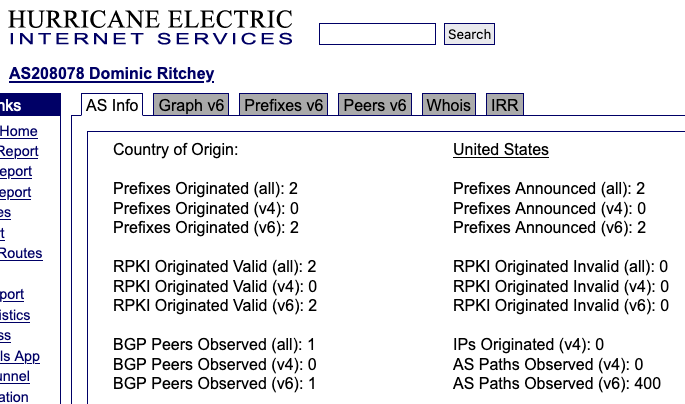 HURRICANE ELECTRIC
INTERNET SERVICES
Search
AS208078 Dominic Ritchey
nks
Home
Report
eport
eport
es
t
Routes
port
istics
ss
ls App
unnel
ation
AS Info Graph v6 Prefixes v6 Peers v6 Whois IRR
Country of Origin: United States
Prefixes Originated (all): 2 Prefixes Announced (all): 2
Prefixes Originated (v4): 0 Prefixes Announced (v4): 0
Prefixes Originated (v6): 2 Prefixes Announced (v6): 2
RPKI Originated Valid (all): 2 RPKI Originated Invalid (all): 0
RPKI Originated Valid (v4): 0 RPKI Originated Invalid (v4): 0
RPKI Originated Valid (v6): 2 RPKI Originated Invalid (v6): 0
BGP Peers Observed (all): 1 IPs Originated (v4): 0
BGP Peers Observed (v4): 0 AS Paths Observed (v4): 0
BGP Peers Observed (v6): 1 AS Paths Observed (v6): 400